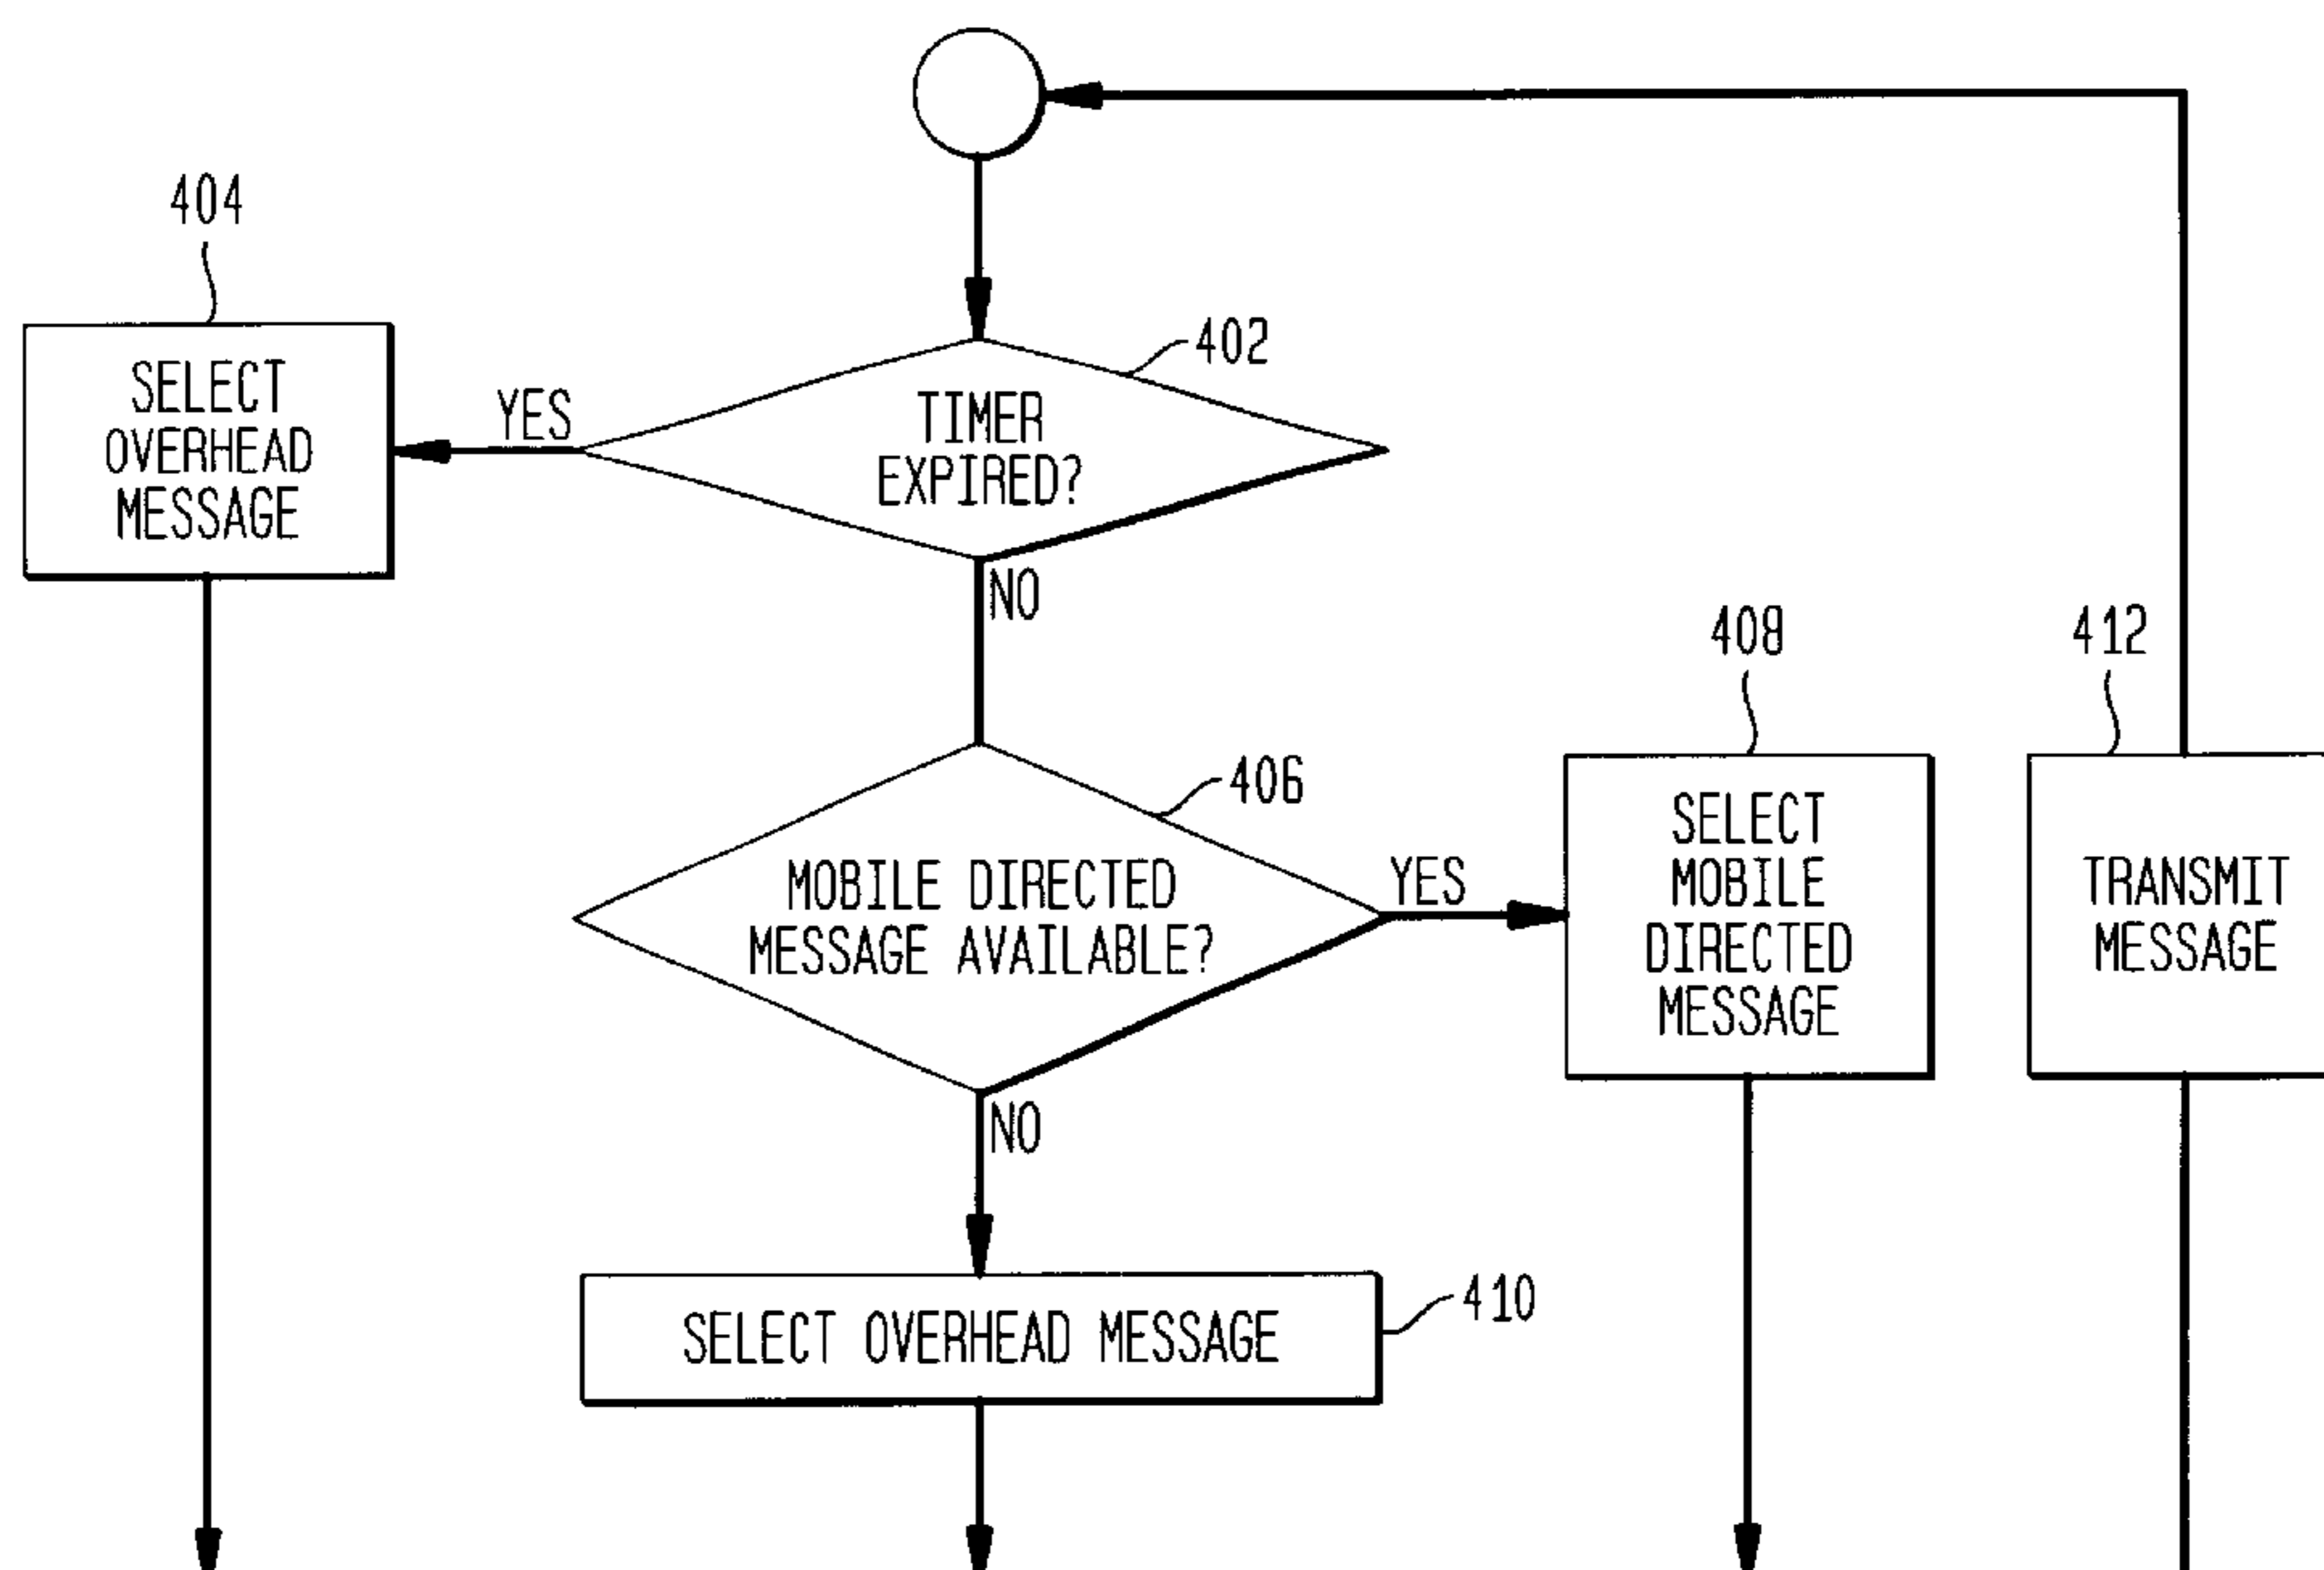 404
402
SELECT
OVERHEAD
MESSAGE
YES
TIMER
EXPIRED?
NO
408
412
406
MOBILE DIRECTED
MESSAGE AVAILABLE?
YES
SELECT
MOBILE
DIRECTED
MESSAGE
TRANSMIT
MESSAGE
NO
SELECT OVERHEAD MESSAGE
410